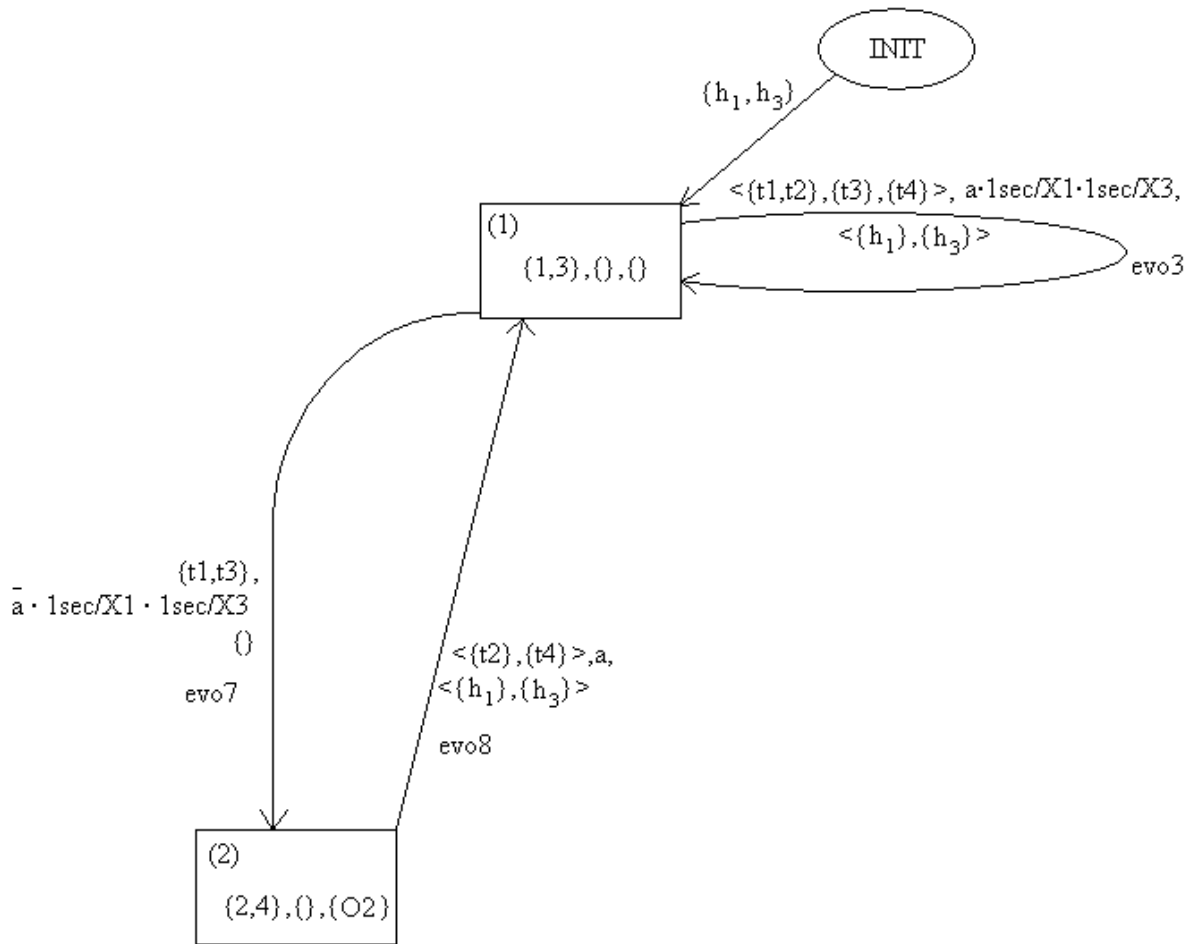 INIT
{h₁,h₃}
<{t1,t2},{t3},{t4}>, a·1sec/X1·1sec/X3,
<{h₁},{h₃}>
evo3
(1)
{1,3},{},{}
{t1,t3},
a̅ · 1sec/X1 · 1sec/X3
{}
evo7
<{t2},{t4}>,a,
<{h₁},{h₃}>
evo8
(2)
{2,4},{},{O2}